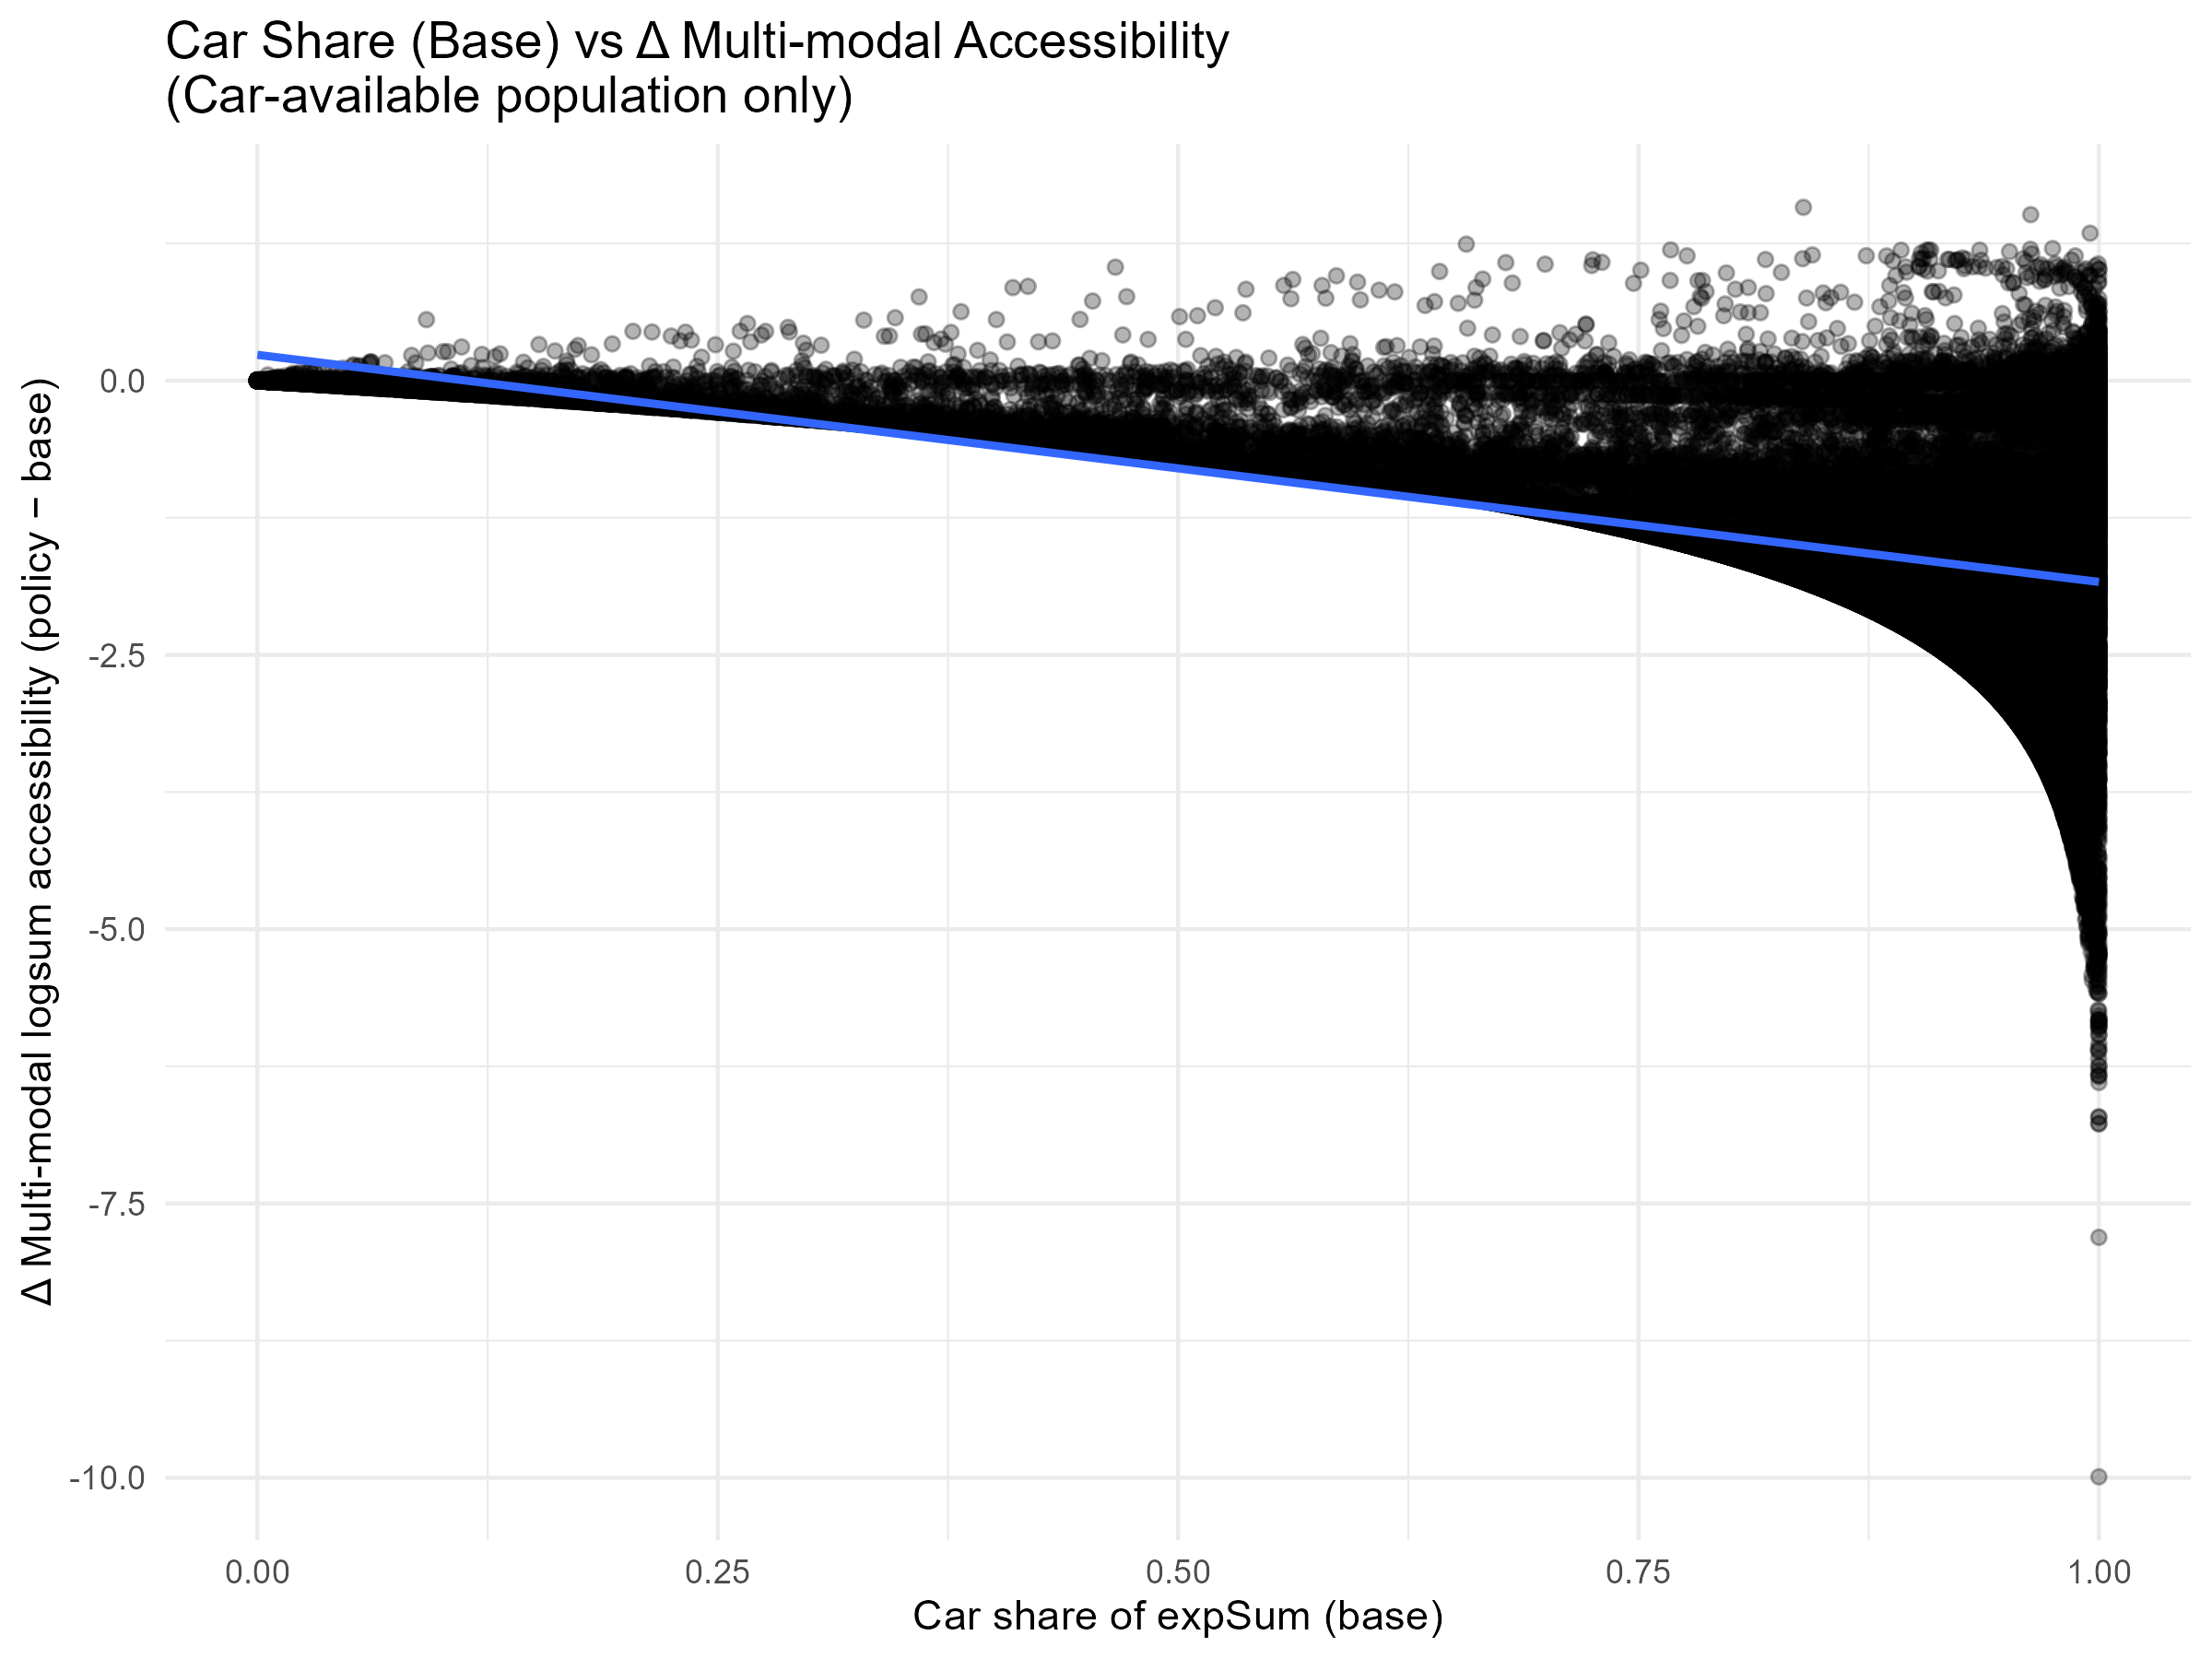 Car Share (Base) vs Δ Multi-modal Accessibility
(Car-available population only)
Δ Multi-modal logsum accessibility (policy − base)
0.0
-2.5
-5.0
-7.5
-10.0
0.00
0.25
0.50
0.75
1.00
Car share of expSum (base)